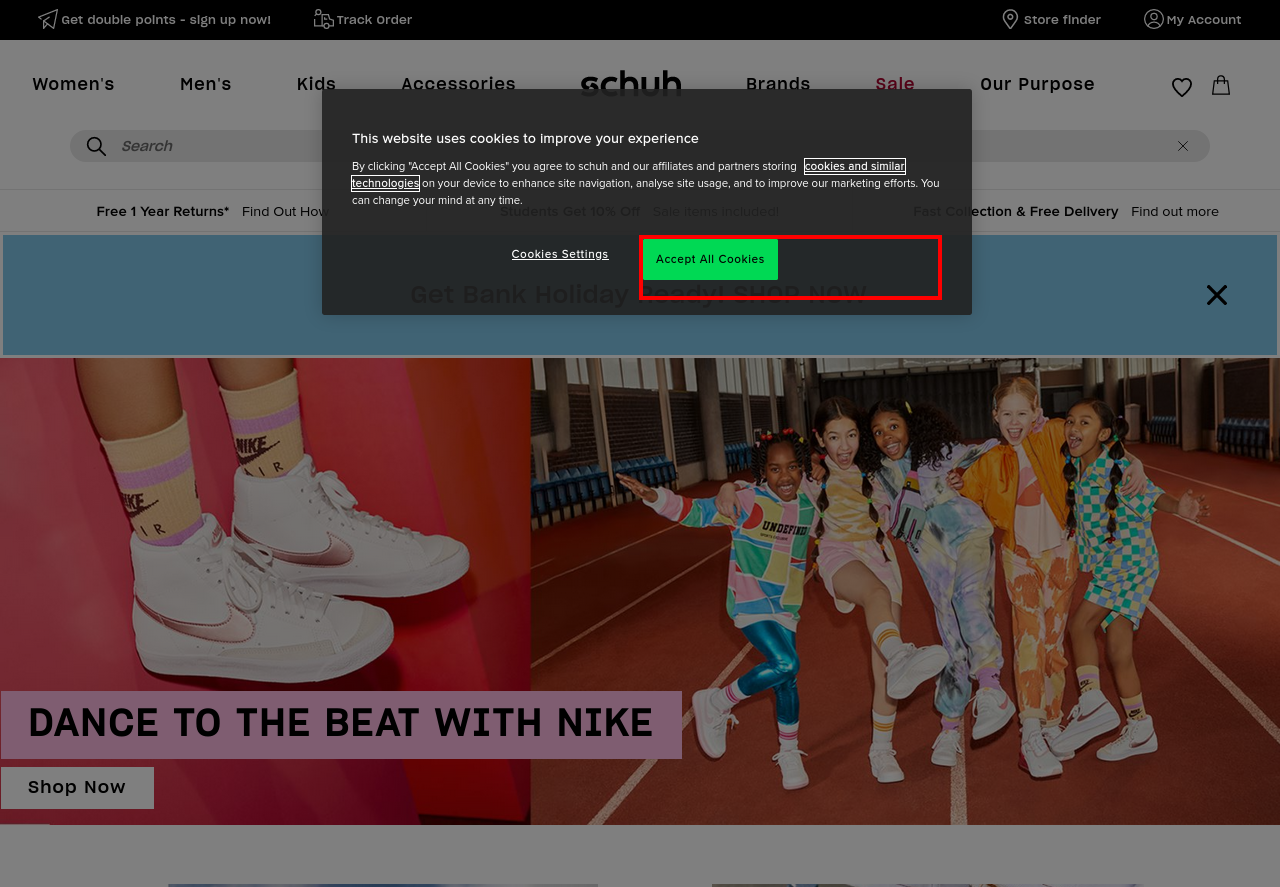 Get double points - sign up now!
Track Order
Store finder
My Account
Women's
Men's
Kids
Accessories
schuh
Brands
Sale
Our Purpose
Search
This website uses cookies to improve your experience
By clicking "Accept All Cookies" you agree to schuh and our affiliates and partners storing cookies and similar
technologies on your device to enhance site navigation, analyse site usage, and to improve our marketing efforts. You
can change your mind at any time.
Cookies Settings
Accept All Cookies
Free 1 Year Returns* Find Out How
Students Get 10% Off Sale items included!
Fast Collection & Free Delivery Find out more
Get Bank Holiday Ready! SHOP NOW
NIKE
AIR
NIKE
AIR
UNDEFINED
DANCE TO THE BEAT WITH NIKE
Shop Now